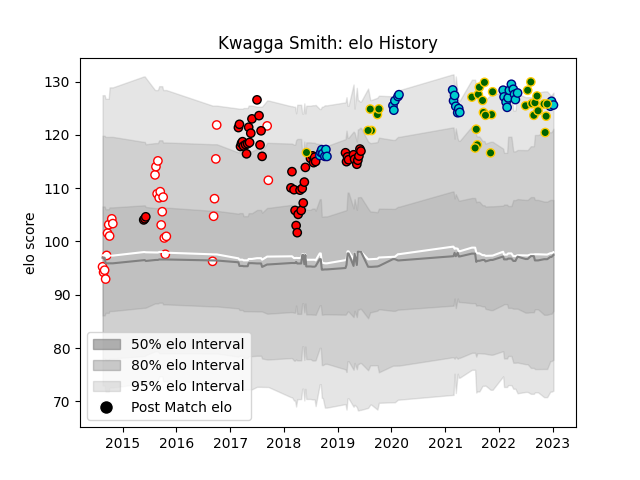 Kwagga Smith: elo History
elo score
130
120
110
100
90
80
70
50% elo Interval
80% elo Interval
95% elo Interval
Post Match elo
2015 2016 2017 2018 2019 2020 2021 2022 2023